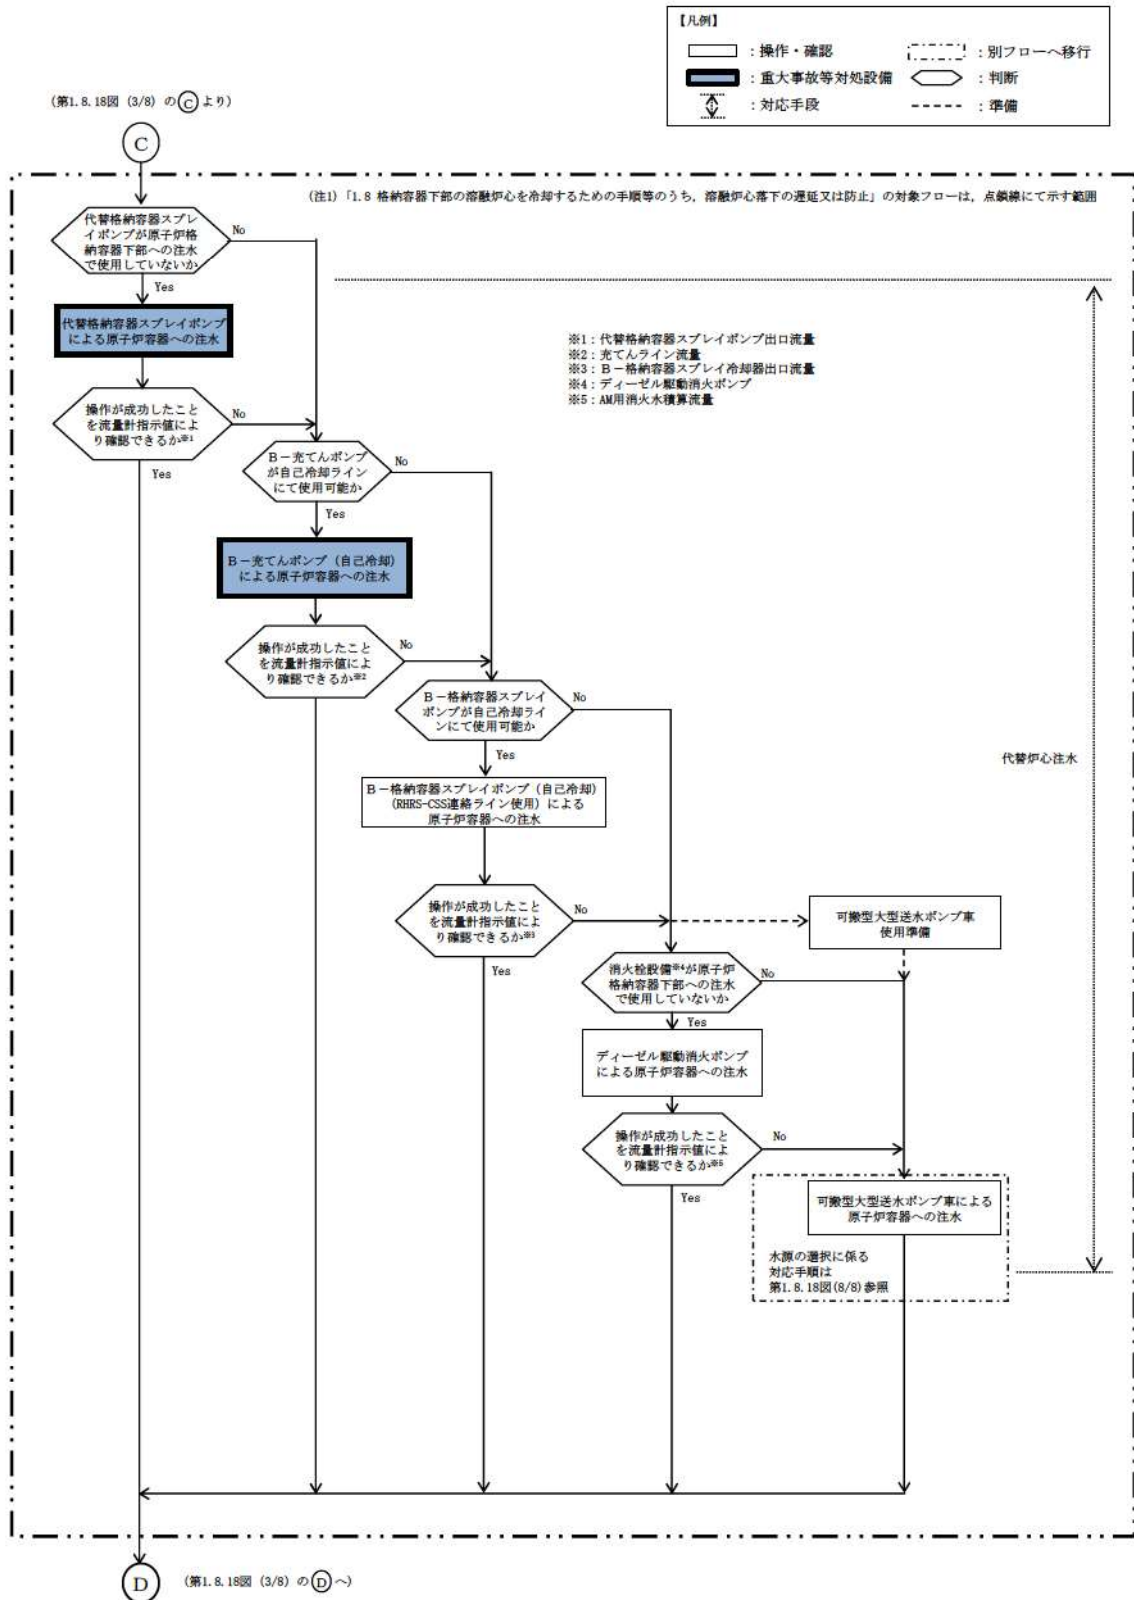 【凡例】
：操作・確認
：別フローへ移行
：重大事故等対処設備
：判断
：対応手段
：準備
(第1.8.18図 (3/8) の C より)
C
(注1)「1.8 格納容器下部の溶融炉心を冷却するための手順等のうち，溶融炉心落下の遅延又は防止」の対象フローは，点鎖線にて示す範囲
代替格納容器スプレ
イポンプが原子炉格
納容器下部への注水
で使用していないか
No
Yes
代替格納容器スプレイポンプ
による原子炉容器への注水
※1：代替格納容器スプレイポンプ出口流量
※2：充てんライン流量
※3：B－格納容器スプレイ冷却器出口流量
※4：ディーゼル駆動消火ポンプ
※5：AM用消火水積算流量
操作が成功したこと
を流量計指示値によ
り確認できるか※1
No
Yes
B－充てんポンプ
が自己冷却ライン
にて使用可能か
No
Yes
B－充てんポンプ（自己冷却）
による原子炉容器への注水
操作が成功したこと
を流量計指示値によ
り確認できるか※2
No
Yes
B－格納容器スプレイ
ポンプが自己冷却ライ
ンにて使用可能か
No
Yes
代替炉心注水
B－格納容器スプレイポンプ（自己冷却）
（RHRS-CSS連絡ライン使用）による
原子炉容器への注水
操作が成功したこと
を流量計指示値によ
り確認できるか※3
No
Yes
可搬型大型送水ポンプ車
使用準備
消火栓設備※4が原子炉
格納容器下部への注水
で使用していないか
No
Yes
ディーゼル駆動消火ポンプ
による原子炉容器への注水
操作が成功したこと
を流量計指示値によ
り確認できるか※5
No
Yes
可搬型大型送水ポンプ車による
原子炉容器への注水
水源の選択に係る
対応手順は
第1.8.18図(8/8)参照
D
(第1.8.18図 (3/8) の D へ)